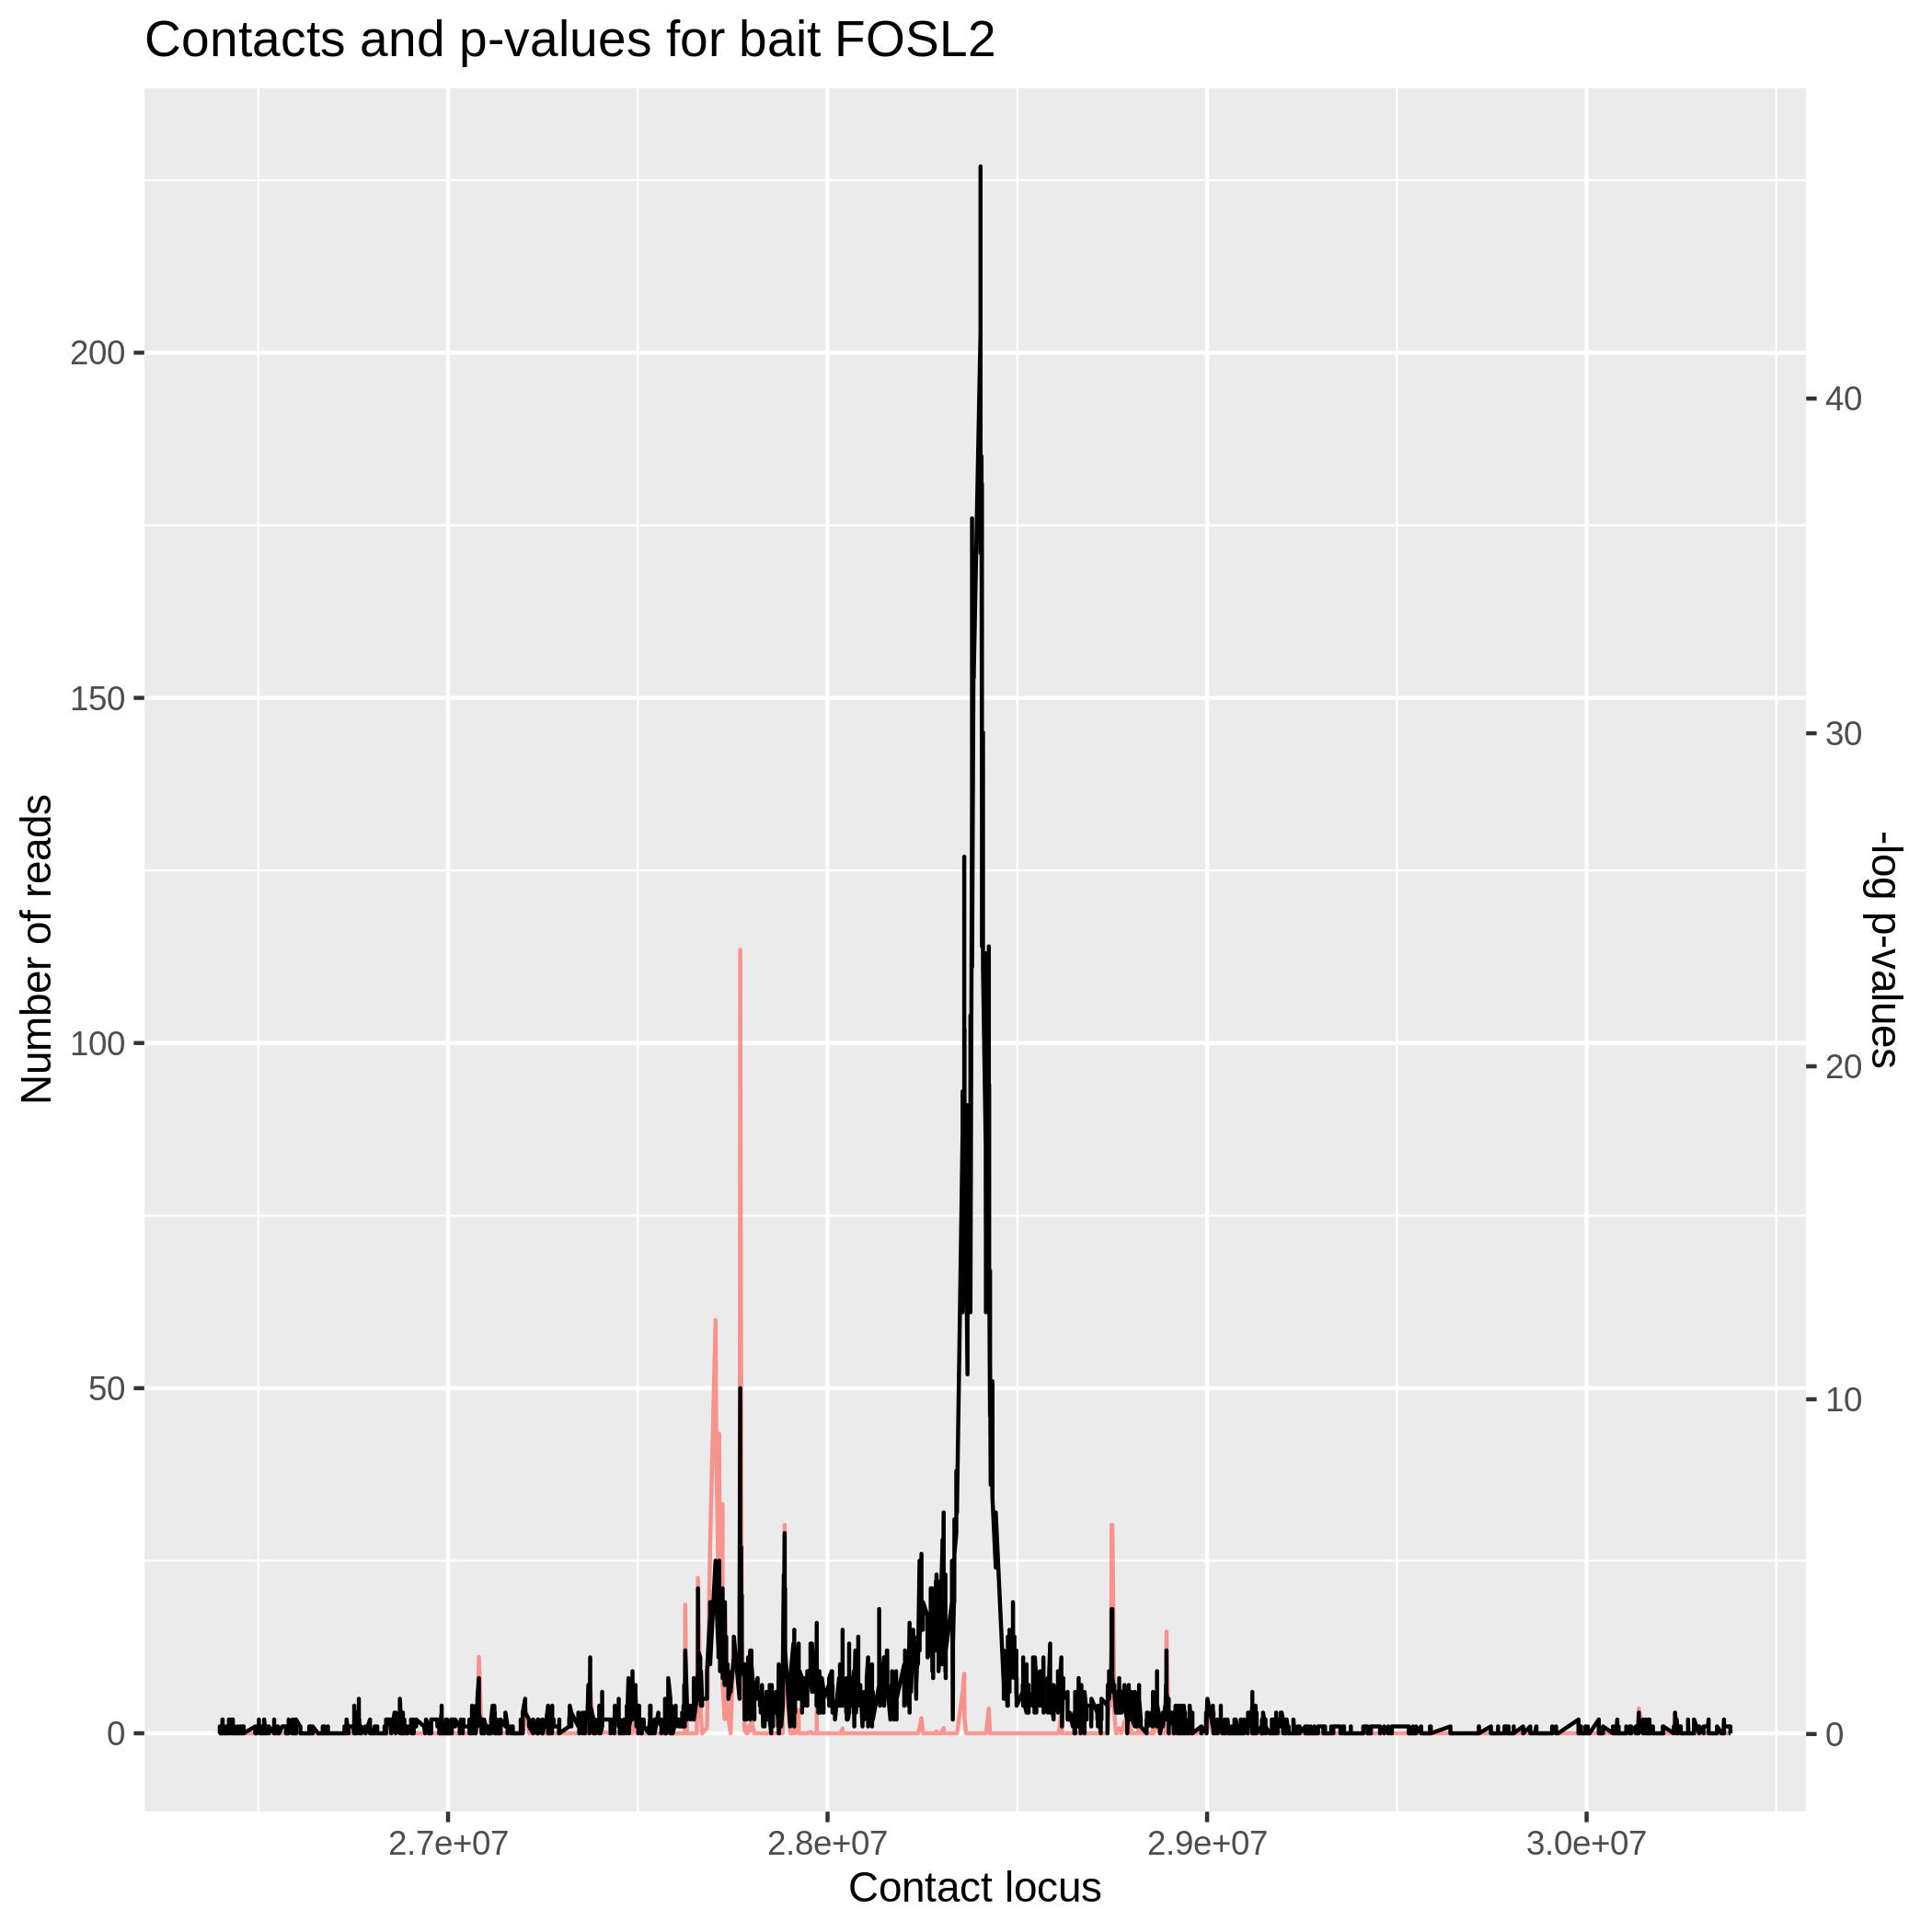 Contacts and p-values for bait FOSL2
Number of reads
200
150
100
50
0
40
30
20
10
0
-log p-values
2.7e+07
2.8e+07
2.9e+07
3.0e+07
Contact locus